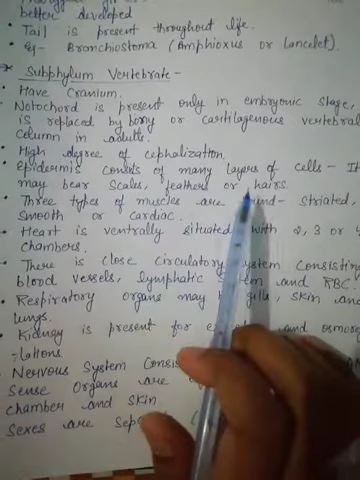 better developed
• Tail is present throughout life.
• eg- Bronchiostoma (Amphioxus or Lancelet).
* Subphylum Vertebrate -
• Have Cranium.
Notochord is present only in embryonic stage,
is replaced by bony or cartilagenous vertebral
column in adults.
• High degree of cephalization.
• Epidermis consists of many layers of cells - It
may bear Scales, feathers or hairs.
• Three types of muscles are - striated,
smooth or cardiac.
• Heart is ventrally situated with 2, 3 or 4
chambers.
• There is close circulatory system consisting
blood vessels, lymphatic system and RBC.
• Respiratory Organs may gills, skin and
lungs.
• Kidney is present for and osmore
-lations
• Nervous System
Sense Organs are
chamber and skin.
Sexes are